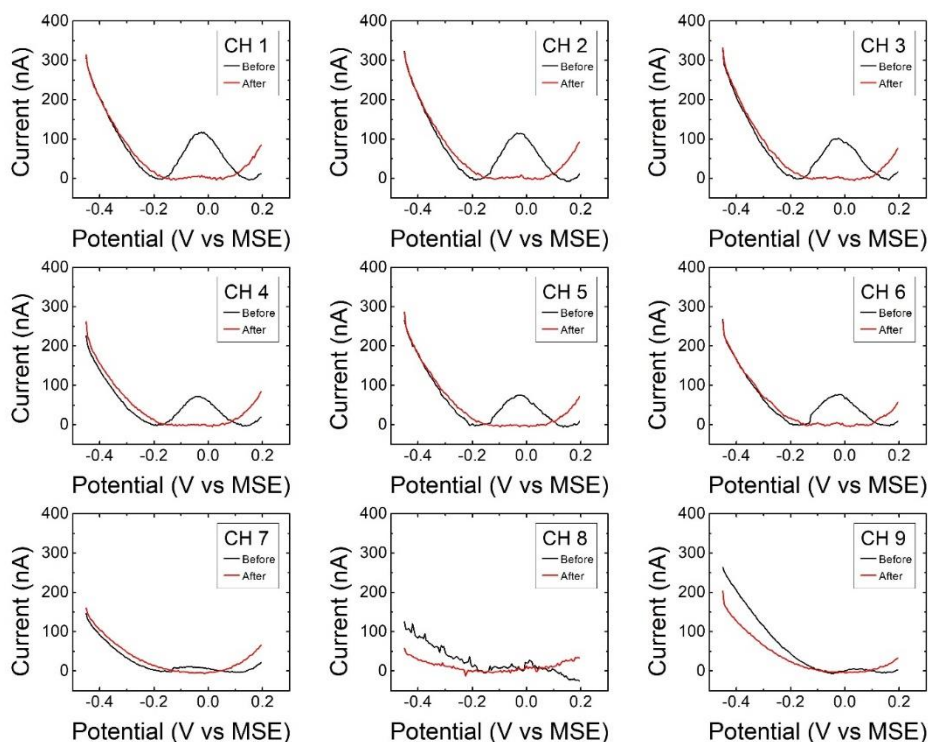 400
300
200
100
0
Current (nA)
CH 1
Before
After
-0.4 -0.2 0.0 0.2
Potential (V vs MSE)
400
300
200
100
0
Current (nA)
CH 2
Before
After
-0.4 -0.2 0.0 0.2
Potential (V vs MSE)
400
300
200
100
0
Current (nA)
CH 3
Before
After
-0.4 -0.2 0.0 0.2
Potential (V vs MSE)
400
300
200
100
0
Current (nA)
CH 4
Before
After
-0.4 -0.2 0.0 0.2
Potential (V vs MSE)
400
300
200
100
0
Current (nA)
CH 5
Before
After
-0.4 -0.2 0.0 0.2
Potential (V vs MSE)
400
300
200
100
0
Current (nA)
CH 6
Before
After
-0.4 -0.2 0.0 0.2
Potential (V vs MSE)
400
300
200
100
0
Current (nA)
CH 7
Before
After
-0.4 -0.2 0.0 0.2
Potential (V vs MSE)
400
300
200
100
0
Current (nA)
CH 8
Before
After
-0.4 -0.2 0.0 0.2
Potential (V vs MSE)
400
300
200
100
0
Current (nA)
CH 9
Before
After
-0.4 -0.2 0.0 0.2
Potential (V vs MSE)